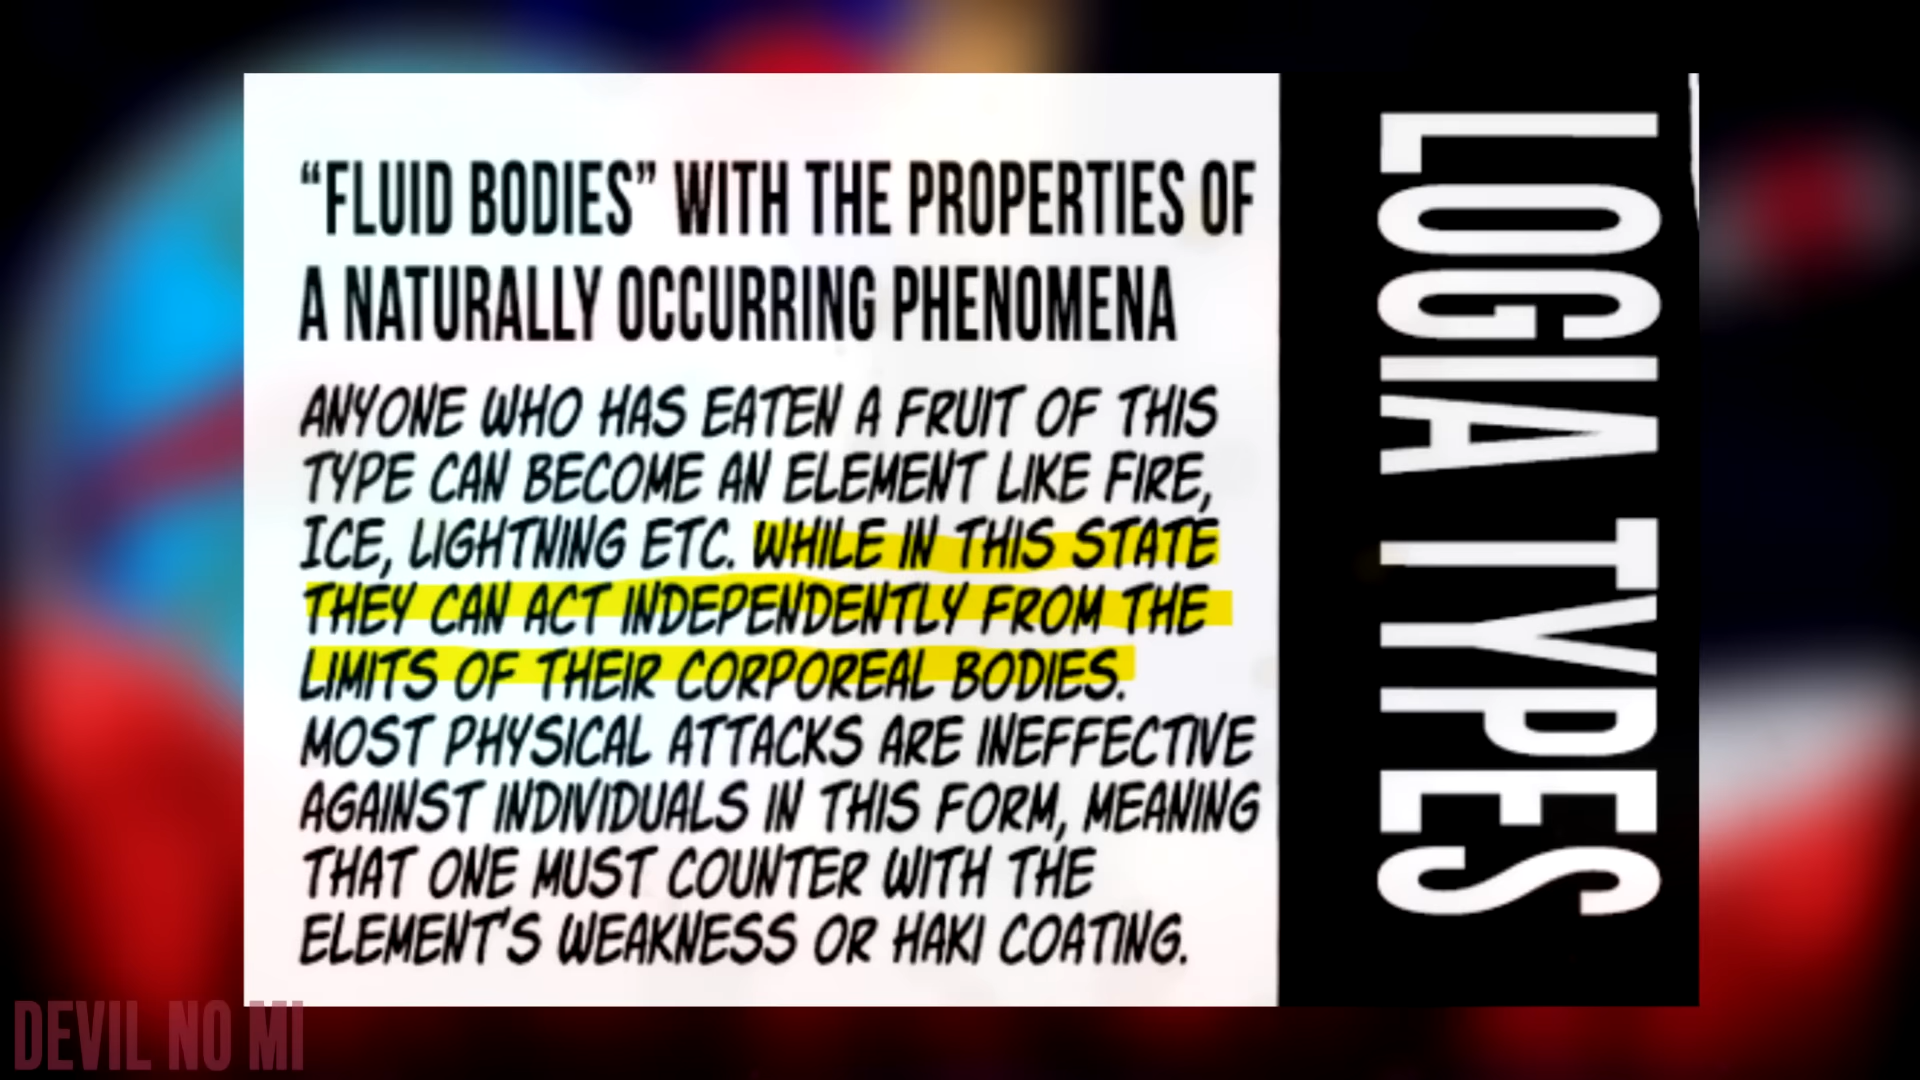 “FLUID BODIES” WITH THE PROPERTIES OF
A NATURALLY OCCURRING PHENOMENA
ANYONE WHO HAS EATEN A FRUIT OF THIS
TYPE CAN BECOME AN ELEMENT LIKE FIRE,
ICE, LIGHTNING ETC. WHILE IN THIS STATE
THEY CAN ACT INDEPENDENTLY FROM THE
LIMITS OF THEIR CORPOREAL BODIES.
MOST PHYSICAL ATTACKS ARE INEFFECTIVE
AGAINST INDIVIDUALS IN THIS FORM, MEANING
THAT ONE MUST COUNTER WITH THE
ELEMENT'S WEAKNESS OR HAKI COATING.
LOGIA TYPES
DEVIL NO MI